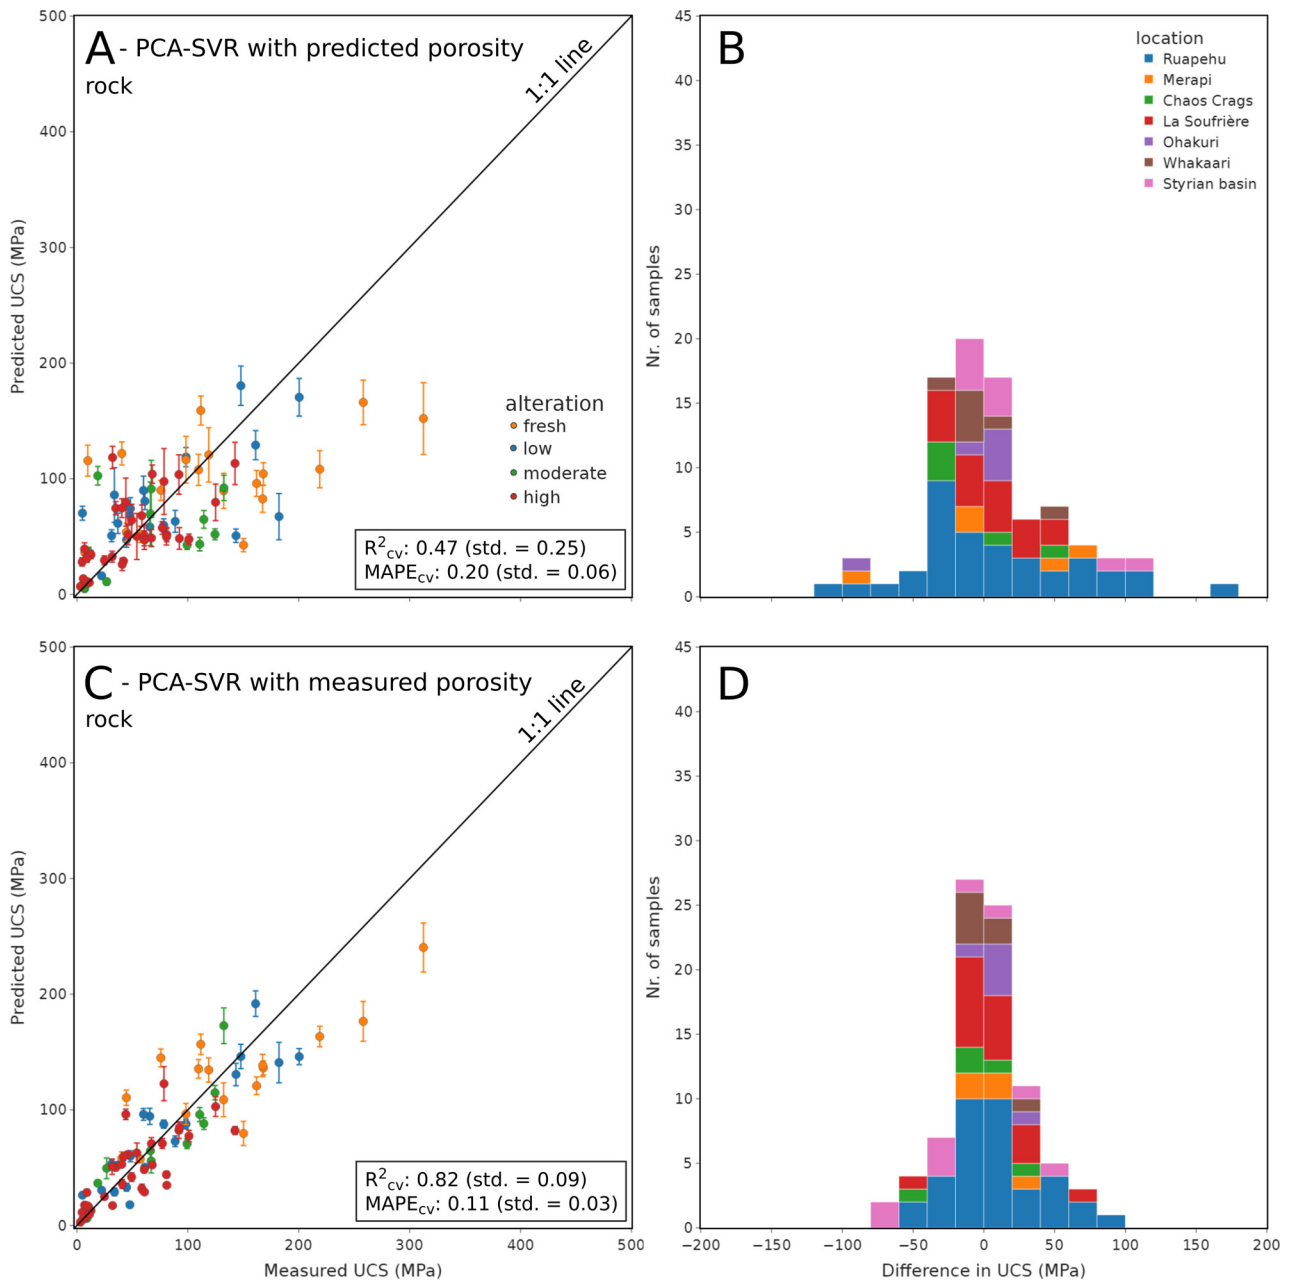 A - PCA-SVR with predicted porosity
rock
1:1 line
500
400
300
200
100
0
Predicted UCS (MPa)
alteration
fresh
low
moderate
high
R²cv: 0.47 (std. = 0.25)
MAPEcv: 0.20 (std. = 0.06)
B
location
Ruapehu
Merapi
Chaos Crags
La Soufrière
Ohakuri
Whakaari
Styrian basin
45
40
35
30
25
20
15
10
5
0
Nr. of samples
C - PCA-SVR with measured porosity
rock
1:1 line
500
400
300
200
100
0
Predicted UCS (MPa)
R²cv: 0.82 (std. = 0.09)
MAPEcv: 0.11 (std. = 0.03)
0 100 200 300 400 500
Measured UCS (MPa)
D
45
40
35
30
25
20
15
10
5
0
Nr. of samples
−200 −150 −100 −50 0 50 100 150 200
Difference in UCS (MPa)